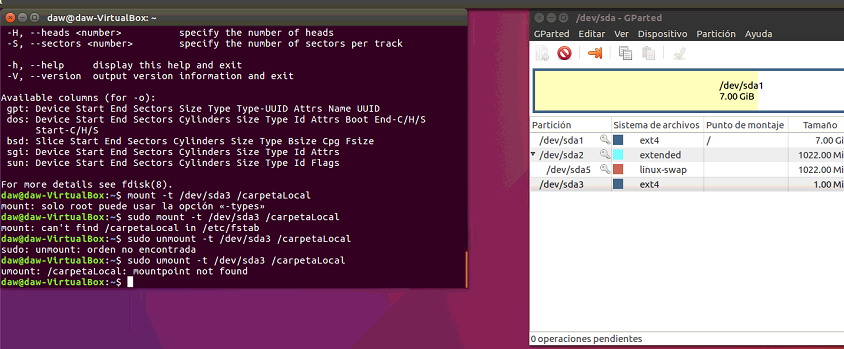 daw@daw-VirtualBox: ~
-H, --heads <number>          specify the number of heads
-S, --sectors <number>        specify the number of sectors per track
-h, --help     display this help and exit
-V, --version  output version information and exit
Available columns (for -o):
gpt: Device Start End Sectors Size Type Type-UUID Attrs Name UUID
dos: Device Start End Sectors Cylinders Size Type Id Attrs Boot End-C/H/S
Start-C/H/S
bsd: Slice Start End Sectors Cylinders Size Type Bsize Cpg Fsize
sgi: Device Start End Sectors Cylinders Size Type Id Attrs
sun: Device Start End Sectors Cylinders Size Type Id Flags
For more details see fdisk(8).
daw@daw-VirtualBox:~$ mount -t /dev/sda3 /carpetaLocal
mount: solo root puede usar la opción «-types»
daw@daw-VirtualBox:~$ sudo mount -t /dev/sda3 /carpetaLocal
mount: can't find /carpetaLocal in /etc/fstab
daw@daw-VirtualBox:~$ sudo unmount -t /dev/sda3 /carpetaLocal
sudo: unmount: orden no encontrada
daw@daw-VirtualBox:~$ sudo umount -t /dev/sda3 /carpetaLocal
umount: /carpetaLocal: mountpoint not found
daw@daw-VirtualBox:~$
/dev/sda - GParted
GParted Editar Ver Dispositivo Partición Ayuda
/dev/sda1
7.00 GiB
Partición Sistema de archivos Punto de montaje Tamaño
/dev/sda1 ext4 / 7.00 Gi
/dev/sda2 extended 1022.00 Mi
/dev/sda5 linux-swap 1022.00 Mi
/dev/sda3 ext4 1.00 Mi
0 operaciones pendientes